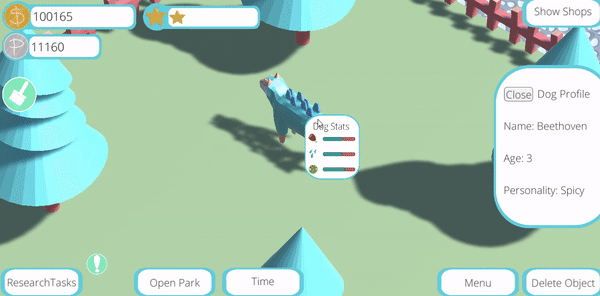 100165
Show Shops
11160
Close Dog Profile
Dog Stats
Name: Beethoven
Age: 3
Personality: Spicy
ResearchTasks
Open Park
Time
Menu
Delete Object